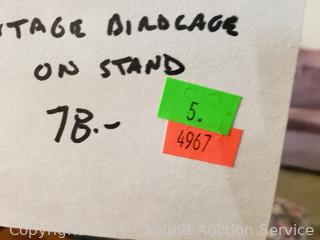 TAGE BIRDCAGE
ON STAND
78.-
5.
4967
Sound Auction Service